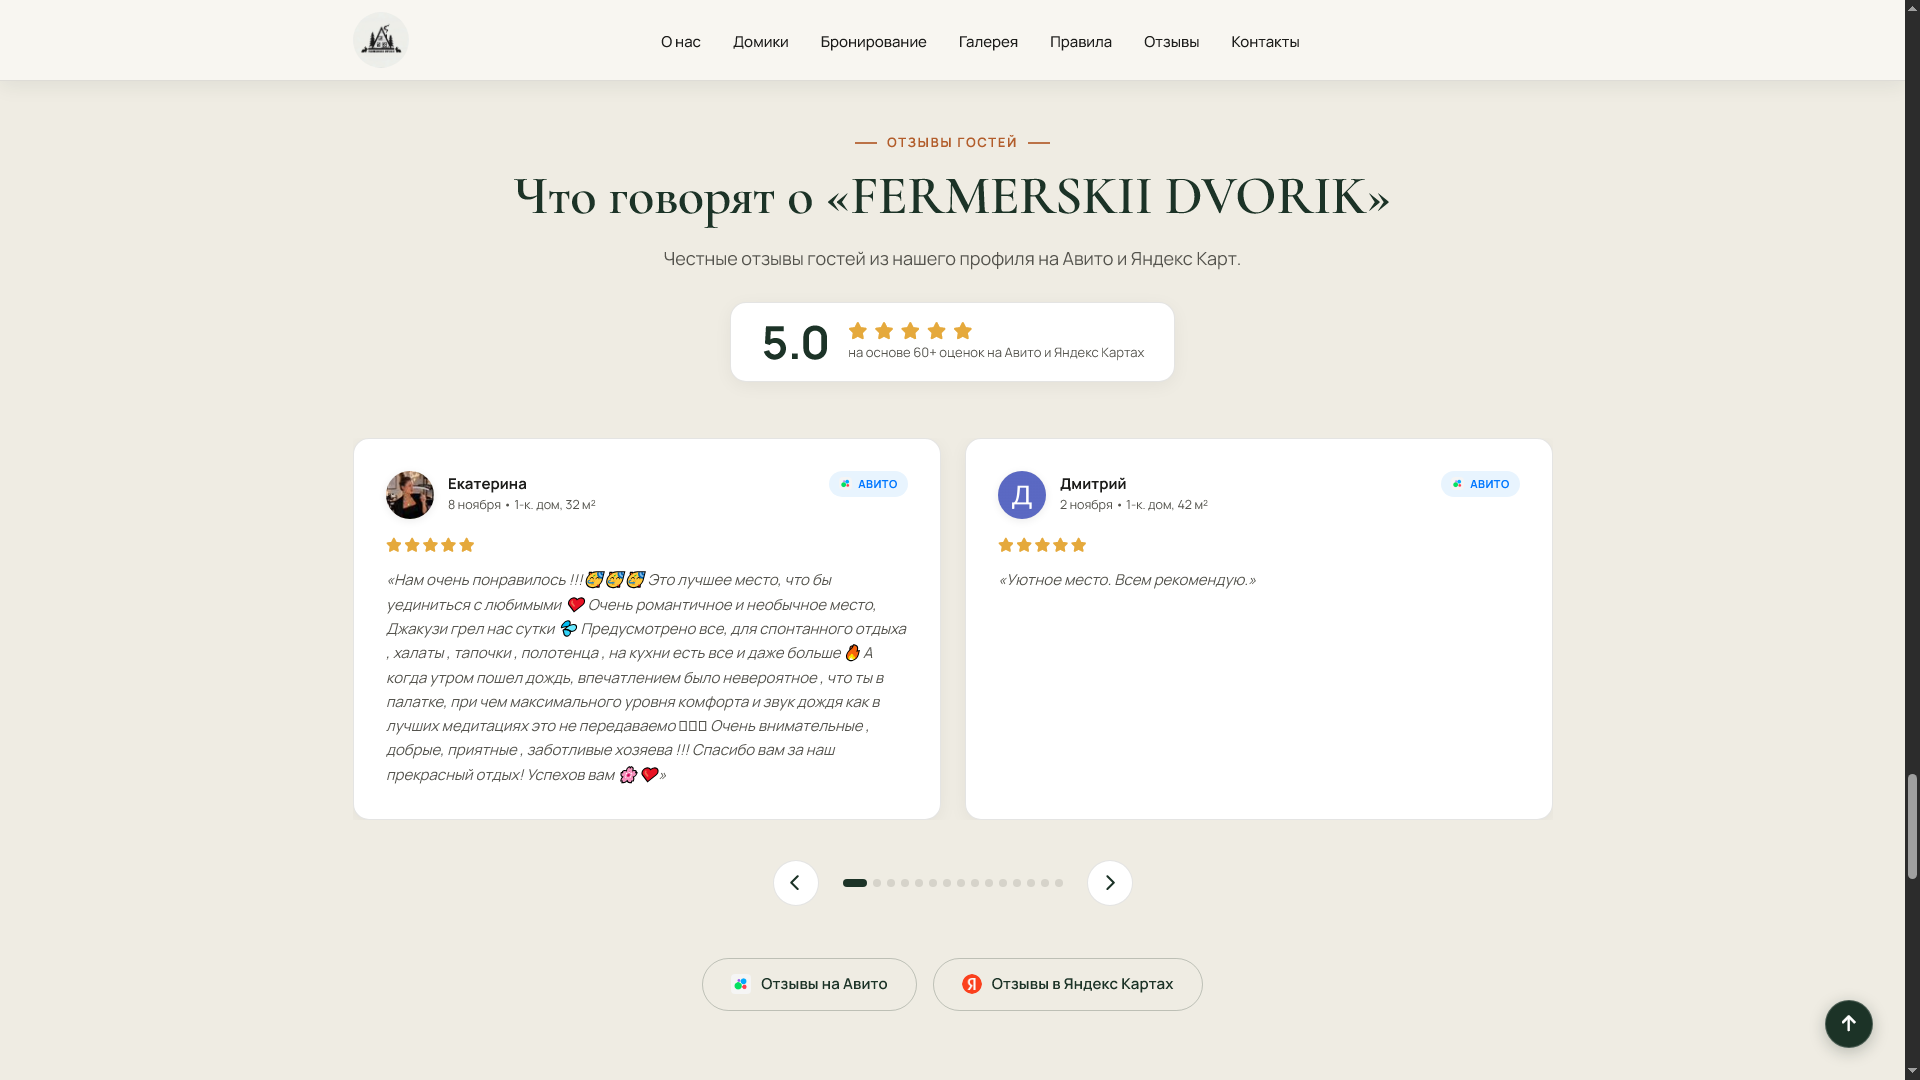 О нас Домики Бронирование Галерея Правила Отзывы Контакты
ОТЗЫВЫ ГОСТЕЙ
Что говорят о «FERMERSKII DVORIK»
Честные отзывы гостей из нашего профиля на Авито и Яндекс Карт.
5.0
на основе 60+ оценок на Авито и Яндекс Картах
Екатерина
8 ноября • 1-к. дом, 32 м²
АВИТО
«Нам очень понравилось !!!🥳🥳🥳 Это лучшее место, что бы
уединиться с любимыми ❤️ Очень романтичное и необычное место,
Джакузи грел нас сутки 💦 Предусмотрено все, для спонтанного отдыха
, халаты , тапочки , полотенца , на кухни есть все и даже больше 🔥 А
когда утром пошел дождь, впечатлением было невероятное , что ты в
палатке, при чем максимального уровня комфорта и звук дождя как в
лучших медитациях это не передаваемо Очень внимательные ,
добрые, приятные , заботливые хозяева !!! Спасибо вам за наш
прекрасный отдых! Успехов вам 🌸❤️»
Дмитрий
2 ноября • 1-к. дом, 42 м²
АВИТО
Д
«Уютное место. Всем рекомендую.»
Отзывы на Авито
Я Отзывы в Яндекс Картах